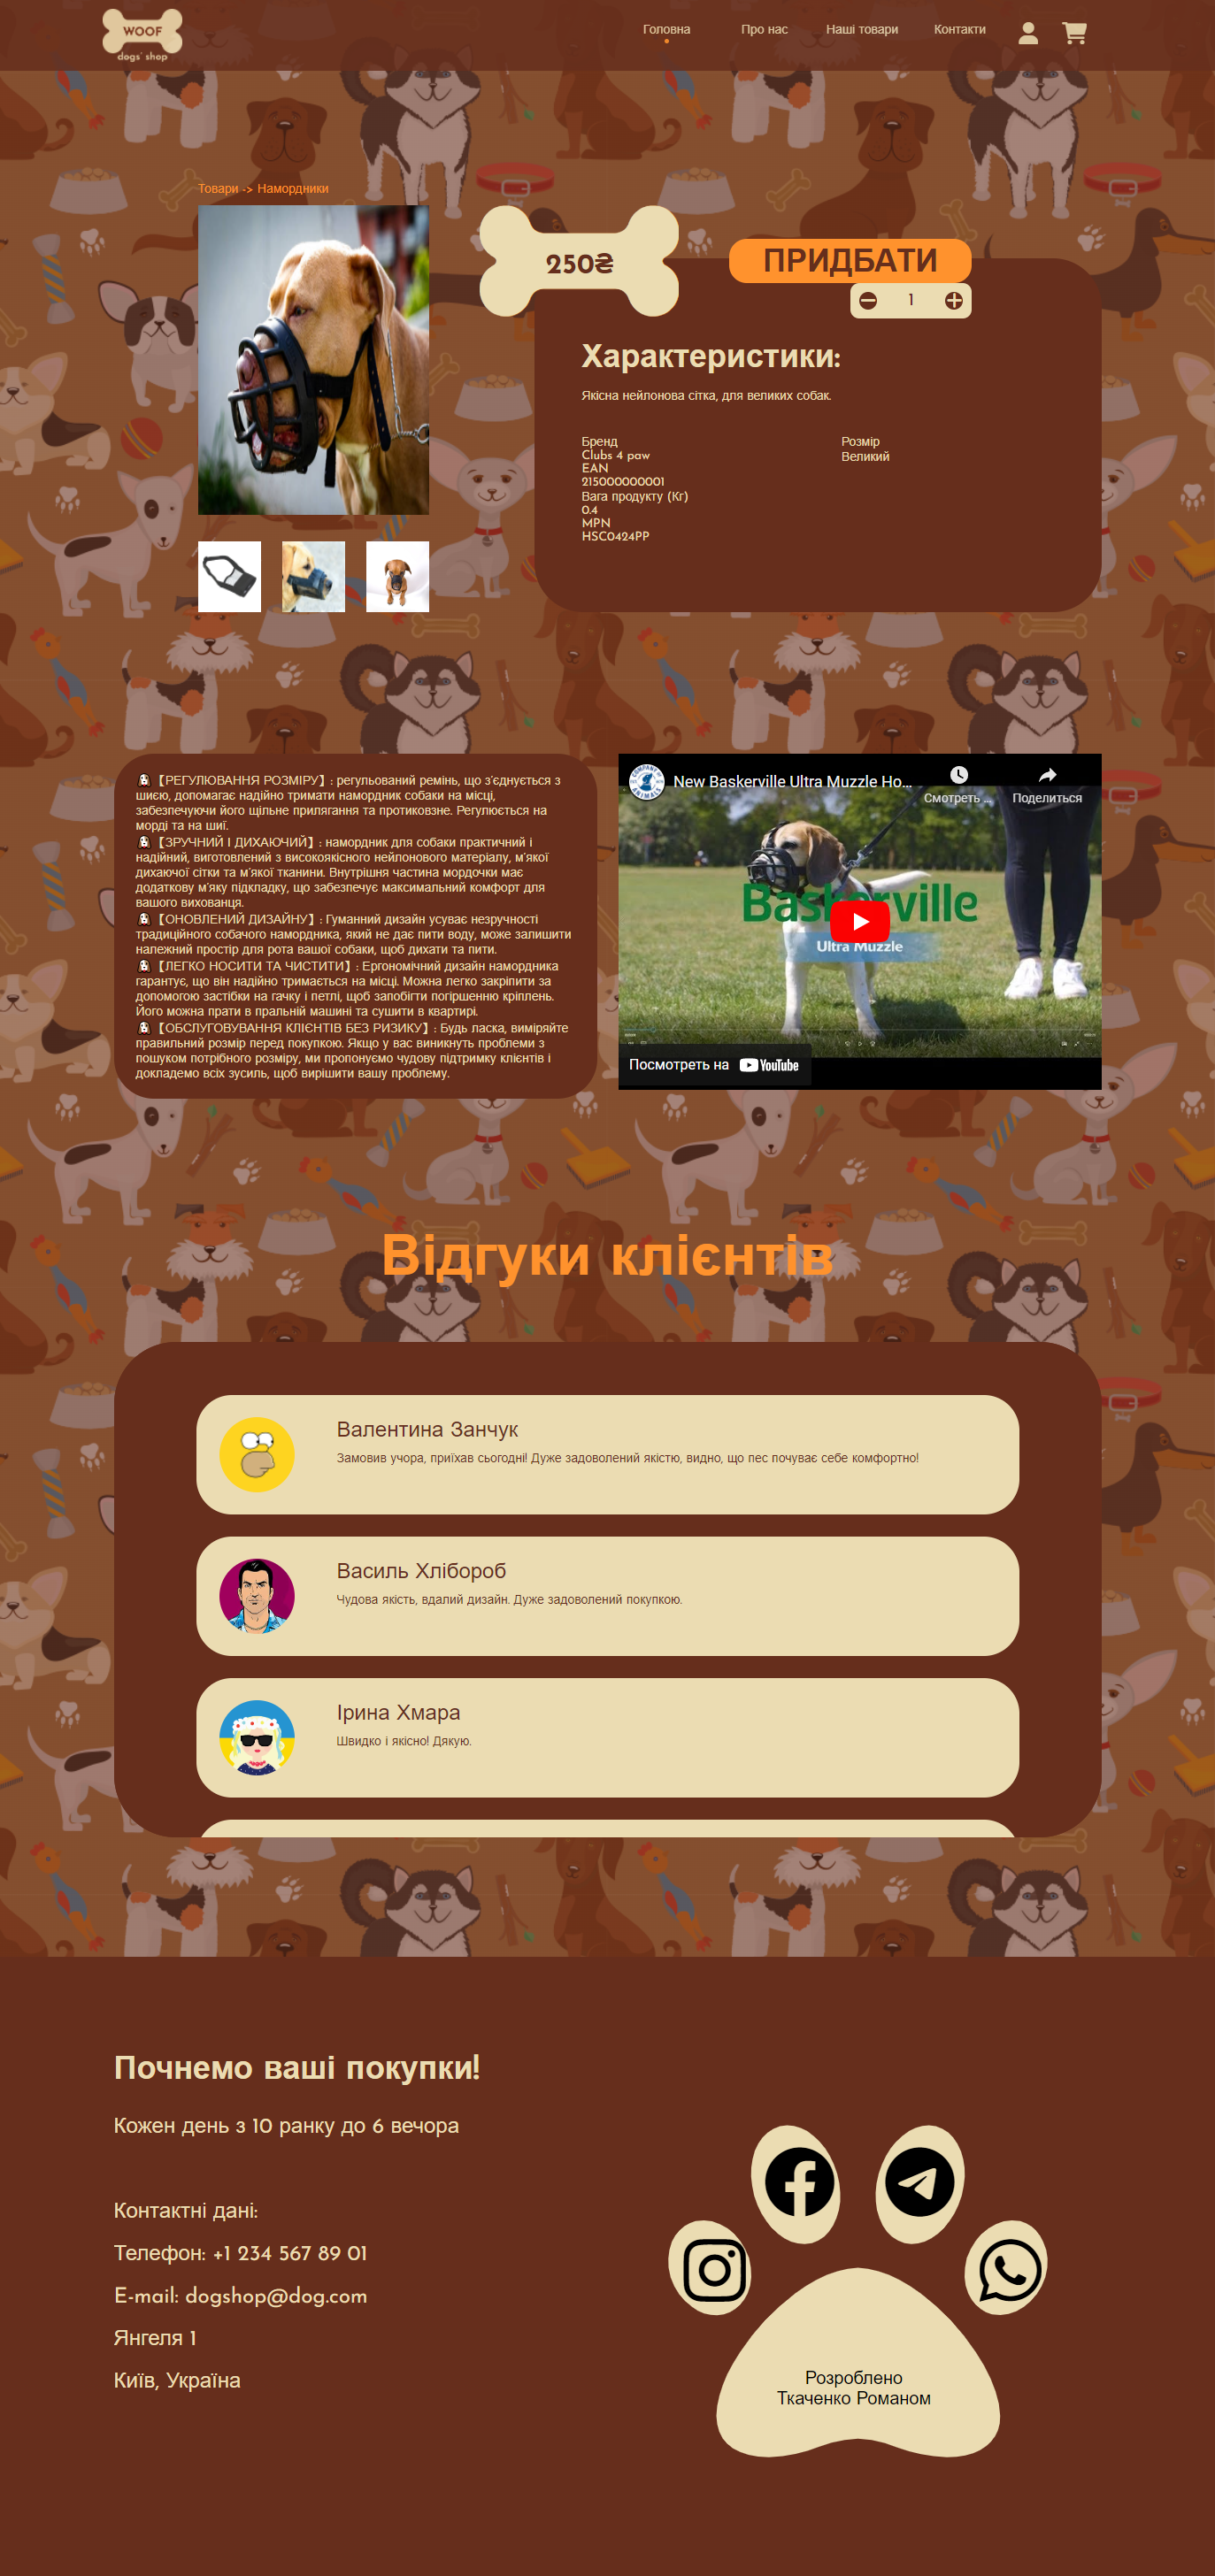 WOOF
dogs' shop
Головна
Про нас
Наші товари
Контакти
Товари -> Намордники
250₴
ПРИДБАТИ
1
Характеристики:
Якісна нейлонова сітка, для великих собак.
Бренд
Clubs 4 paw
EAN
215000000001
Вага продукту (Кг)
0.4
MPN
HSC0424PP
Розмір
Великий
【РЕГУЛЮВАННЯ РОЗМІРУ】: регульований ремінь, що з'єднується з
шиєю, допомагає надійно тримати намордник собаки на місці,
забезпечуючи його щільне прилягання та протиковзне. Регулюється на
морді та на шиї.
【ЗРУЧНИЙ І ДИХАЮЧИЙ】: намордник для собаки практичний і
надійний, виготовлений з високоякісного нейлонового матеріалу, м'якої
дихаючої сітки та м'якої тканини. Внутрішня частина мордочки має
додаткову м'яку підкладку, що забезпечує максимальний комфорт для
вашого вихованця.
【ОНОВЛЕНИЙ ДИЗАЙНУ】: Гуманний дизайн усуває незручності
традиційного собачого намордника, який не дає пити воду, може залишити
належний простір для рота вашої собаки, щоб дихати та пити.
【ЛЕГКО НОСИТИ ТА ЧИСТИТИ】: Ергономічний дизайн намордника
гарантує, що він надійно тримається на місці. Можна легко закріпити за
допомогою застібки на гачку і петлі, щоб запобігти погіршенню кріплень.
Його можна прати в пральній машині та сушити в квартирі.
【ОБСЛУГОВУВАННЯ КЛІЄНТІВ БЕЗ РИЗИКУ】: Будь ласка, виміряйте
правильний розмір перед покупкою. Якщо у вас виникнуть проблеми з
пошуком потрібного розміру, ми пропонуємо чудову підтримку клієнтів і
докладемо всіх зусиль, щоб вирішити вашу проблему.
COMPANY
ANIMALS
New Baskerville Ultra Muzzle Ho...
Смотреть ...
Поделиться
Baskerville
Ultra Muzzle
Посмотреть на YouTube
Відгуки клієнтів
Валентина Занчук
Замовив учора, приїхав сьогодні! Дуже задоволений якістю, видно, що пес почуває себе комфортно!
Василь Хлібороб
Чудова якість, вдалий дизайн. Дуже задоволений покупкою.
Ірина Хмара
Швидко і якісно! Дякую.
Почнемо ваші покупки!
Кожен день з 10 ранку до 6 вечора
Контактні дані:
Телефон: +1 234 567 89 01
E-mail: dogshop@dog.com
Янгеля 1
Київ, Україна
Розроблено
Ткаченко Романом